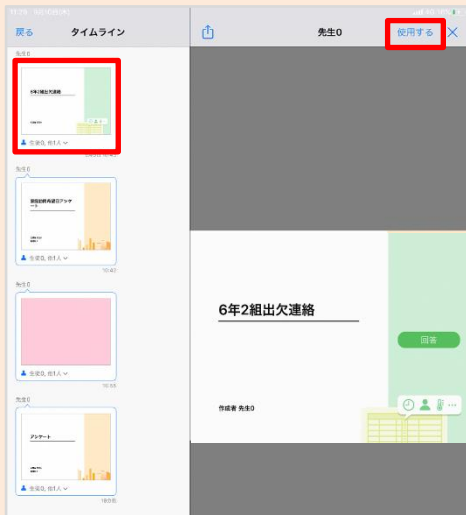 戻る
タイムライン
先生0
使用する
先生0
6年2組出欠連絡
生徒0, 他1人
先生0
生徒0, 他1人
10:40
先生0
生徒0, 他1人
先生0
アンケート
生徒0, 他1人
6年2組出欠連絡
回答
作成者 先生0